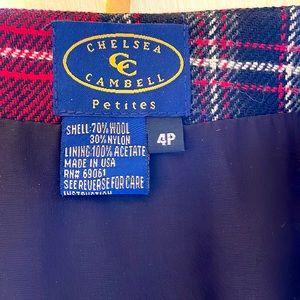 CHELSEA
CC
CAMBELL
Petites
SHELL: 70% WOOL
30% NYLON
LINING: 100% ACETATE
MADE IN USA
RN# 69061
SEE REVERSE FOR CARE
INSTRUCTION
4P